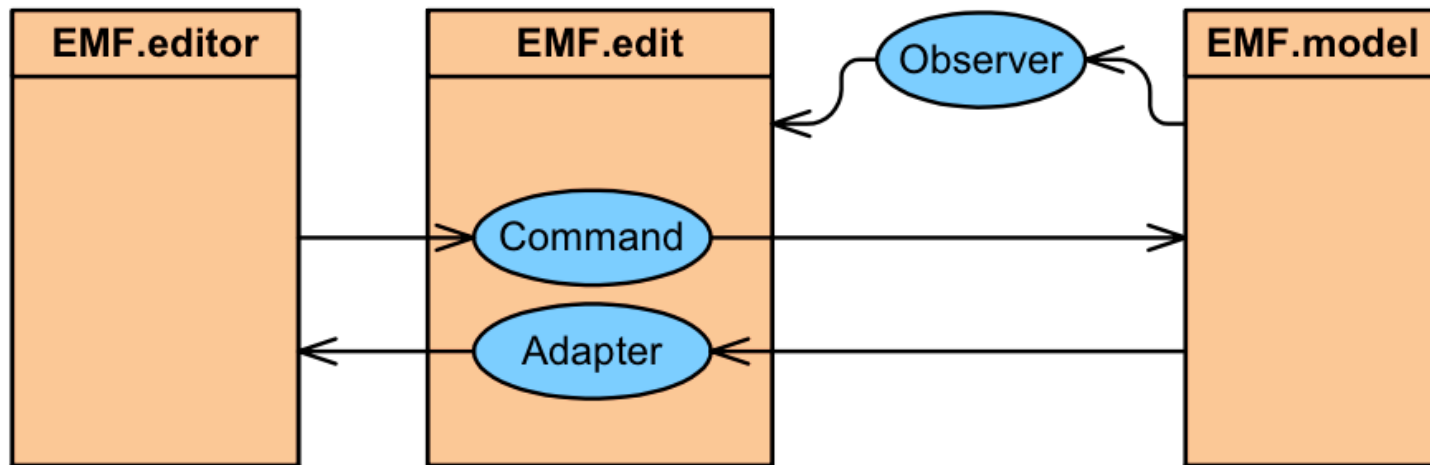 EMF.editor
EMF.edit
Observer
EMF.model
Command
Adapter